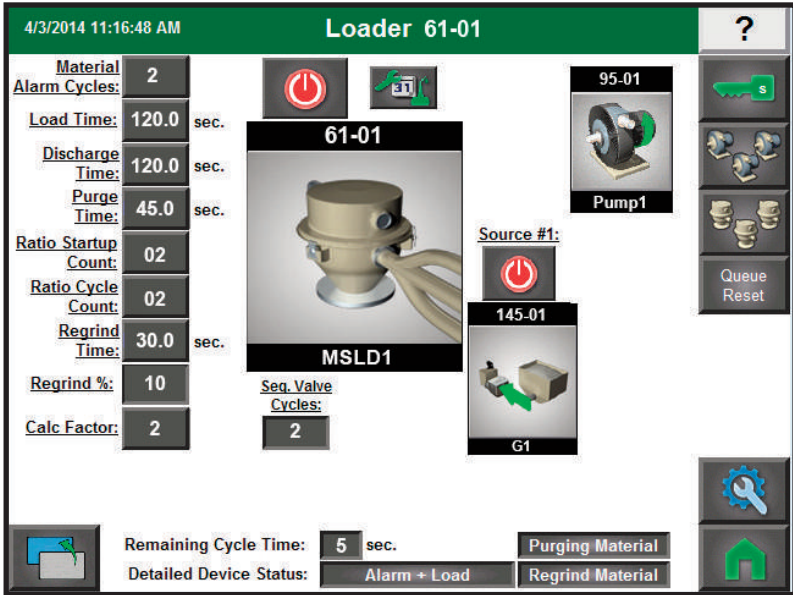 4/3/2014 11:16:48 AM
Loader 61-01
?
Material
Alarm Cycles:
2
Load Time:
120.0
sec.
Discharge
Time:
120.0
sec.
Purge
Time:
45.0
sec.
Ratio Startup
Count:
02
Ratio Cycle
Count:
02
Regrind
Time:
30.0
sec.
Regrind %:
10
Calc Factor:
2
31
61-01
MSLD1
Seq. Valve
Cycles:
2
95-01
Pump1
Source #1:
145-01
G1
s
Queue
Reset
Remaining Cycle Time:
5
sec.
Purging Material
Detailed Device Status:
Alarm + Load
Regrind Material